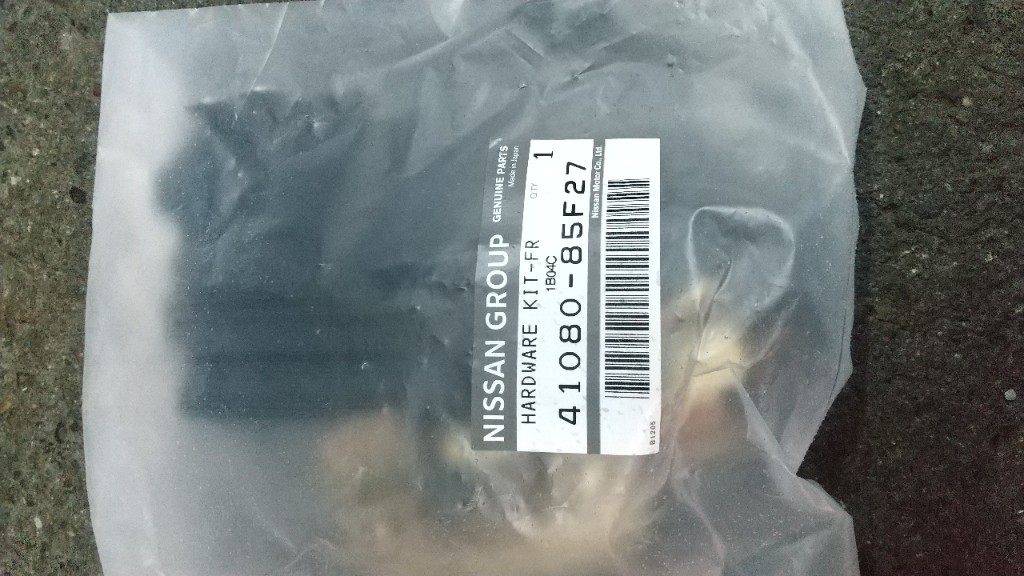 NISSAN GROUP GENUINE PARTS
Made in Japan
HARDWARE KIT-FR QTY 1
1B04C
41080-85F27
Nissan Motor Co., Ltd.
B1205